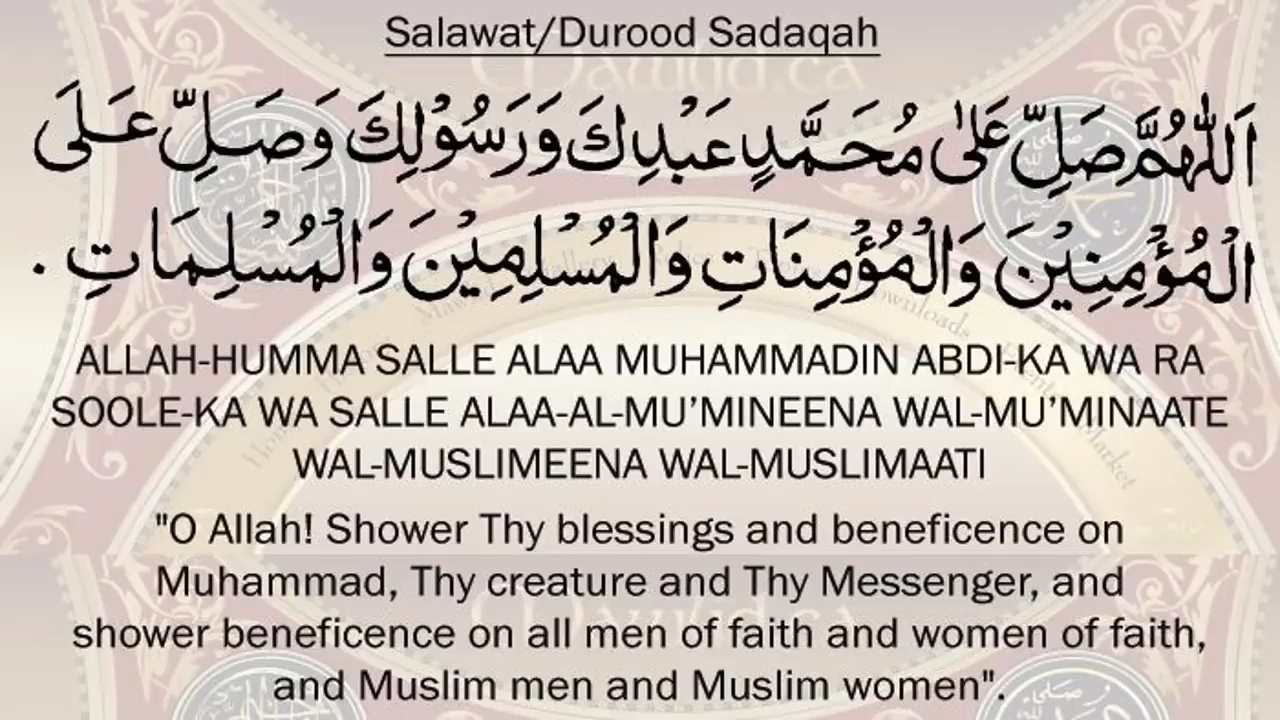 Salawat/Durood Sadaqah
اَللّٰهُمَّ صَلِّ عَلٰى مُحَمَّدٍ عَبْدِكَ وَرَسُوْلِكَ وَصَلِّ عَلَى
الْمُؤْمِنِيْنَ وَالْمُؤْمِنَاتِ وَالْمُسْلِمِيْنَ وَالْمُسْلِمَاتِ .
ALLAH-HUMMA SALLE ALAA MUHAMMADIN ABDI-KA WA RA
SOOLE-KA WA SALLE ALAA-AL-MU’MINEENA WAL-MU’MINAATE
WAL-MUSLIMEENA WAL-MUSLIMAATI
"O Allah! Shower Thy blessings and beneficence on
Muhammad, Thy creature and Thy Messenger, and
shower beneficence on all men of faith and women of faith,
and Muslim men and Muslim women".